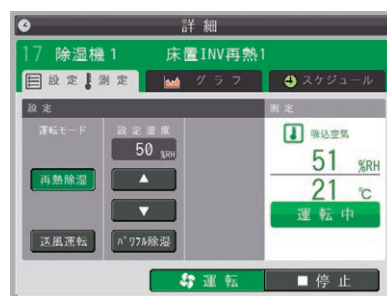 詳細
17 除湿機1 床置INV再熱1
設定 測定 グラフ スケジュール
設定 測定
運転モード 設定湿度 吸込空気
50 %RH
51 %RH
再熱除湿 ▲
21 ℃
▼ 運転中
送風運転 パワフル除湿
運転 ■停止